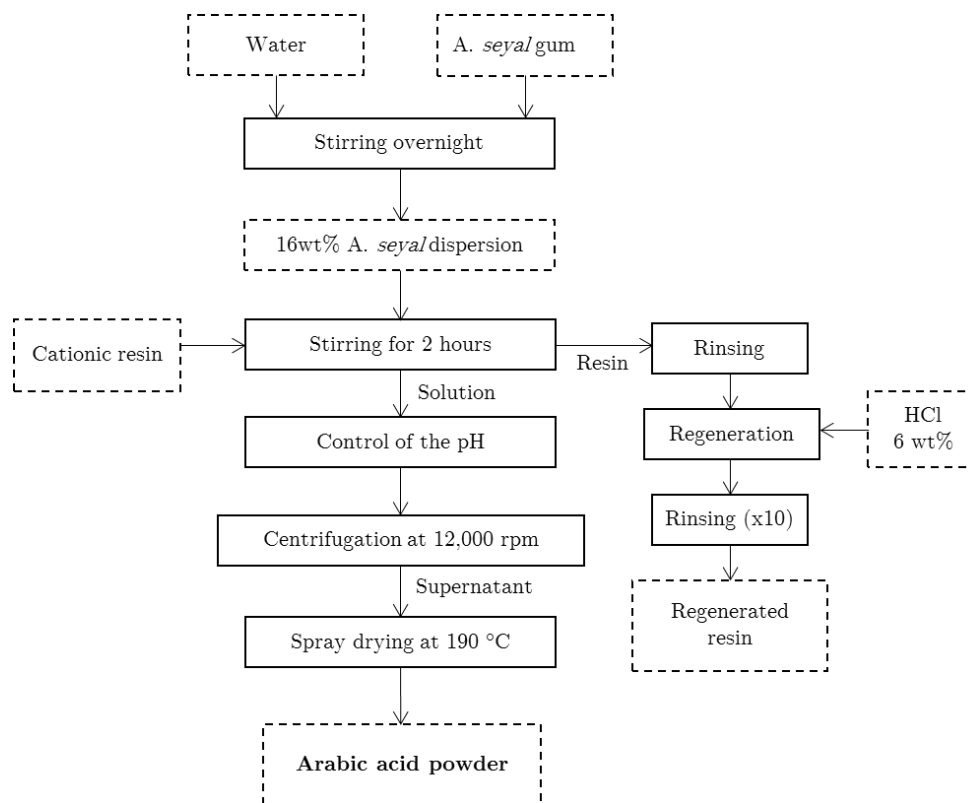 Water
A. seyal gum
Stirring overnight
16wt% A. seyal dispersion
Cationic resin
Stirring for 2 hours
Resin
Rinsing
Solution
HCl
6 wt%
Control of the pH
Regeneration
Centrifugation at 12,000 rpm
Rinsing (x10)
Supernatant
Spray drying at 190 °C
Regenerated
resin
Arabic acid powder